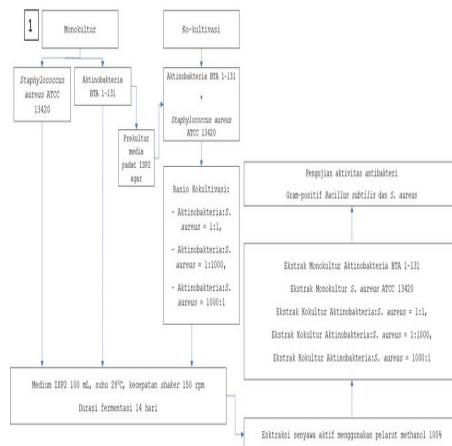 1
Monokultur
Ko-kultivasi
Staphylococcus
aureus ATCC
13420
Aktinobakteria
BTA 1-131
Aktinobakteria BTA 1-131
+
Staphylococcus aureus
ATCC 13420
Prekultur
media
padat ISP2
agar
Rasio Kokultivasi:
- Aktinobakteria:S.
aureus = 1:1,
- Aktinobakteria:S.
aureus = 1:1000,
- Aktinobakteria:S.
aureus = 1000:1
Pengujian aktivitas antibakteri
Gram-positif Bacillus subtilis dan S. aureus
Ekstrak Monokultur Aktinobakteria BTA 1-131
Ekstrak Monokultur S. aureus ATCC 13420
Ekstrak Kokultur Aktinobakteria:S. aureus = 1:1,
Ekstrak Kokultur Aktinobakteria:S. aureus = 1:1000,
Ekstrak Kokultur Aktinobakteria:S. aureus = 1000:1
Medium ISP2 100 mL, suhu 28°C, kecepatan shaker 150 rpm
Durasi fermentasi 14 hari
Esktraksi senyawa aktif menggunakan pelarut methanol 100%